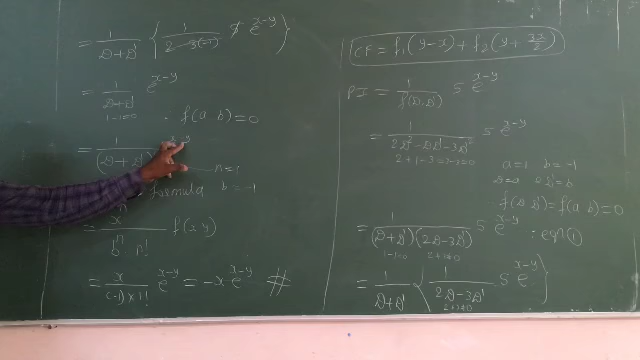 CF = f₁(y-x) + f₂(y+ 3x/2)
PI = 1/f(D,D') 5 e^(x-y)
= 1/(2D²-DD'-3D'²) 5 e^(x-y)
2+1-3=3-3=0
a=1 b=-1
D=a D'=b
f(D D')=f(a b)=0
= 1/((D+D')(2D-3D')) 5 e^(x-y) : eqn ①
1-1=0 2+3≠0
= 1/(D+D') { 1/(2D-3D') 5 e^(x-y) }
2+3≠0
= 1/(D+D') { 1/(2-3(-1)) 5 e^(x-y) }
= 1/(D+D') e^(x-y)
1-1=0
f(a b)=0
= 1/(D+D') e^(x-y)
n=1
formula b=-1
= xⁿ/(bⁿ n!) f(x y)
= x/((-1)×1!) e^(x-y) = -x e^(x-y) #